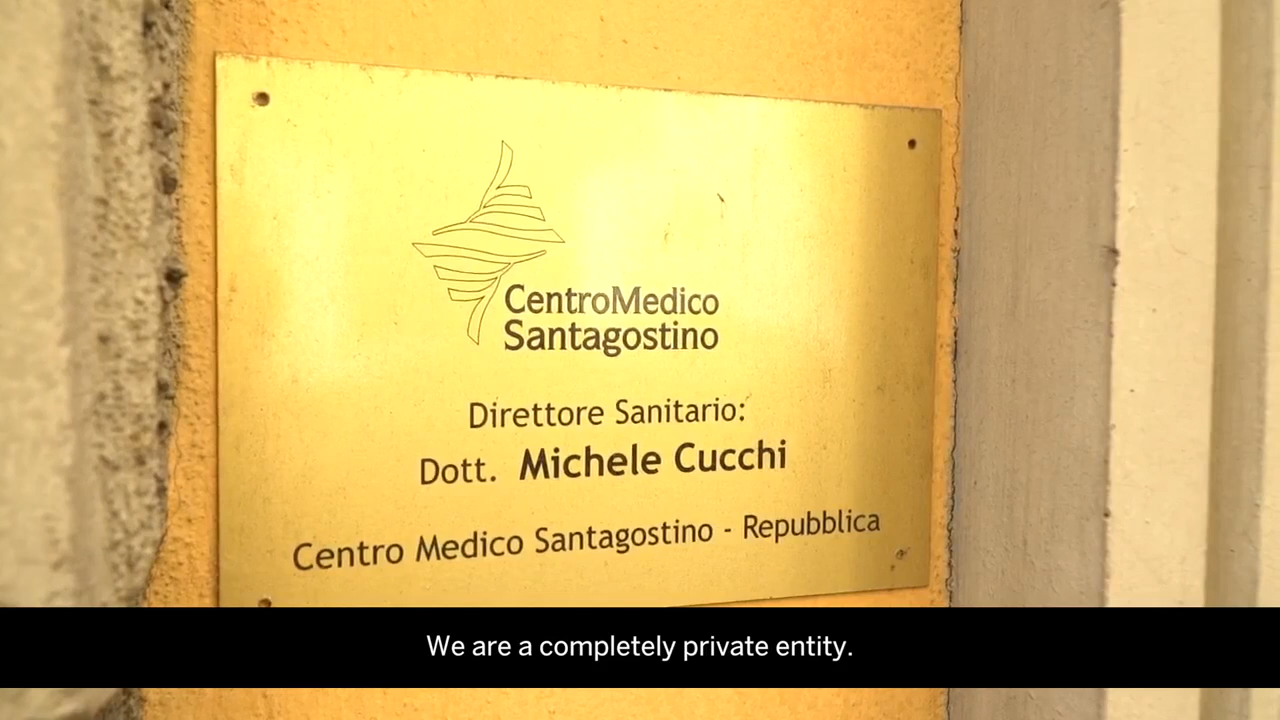 CentroMedico
Santagostino
Direttore Sanitario:
Dott. Michele Cucchi
Centro Medico Santagostino - Repubblica
We are a completely private entity.